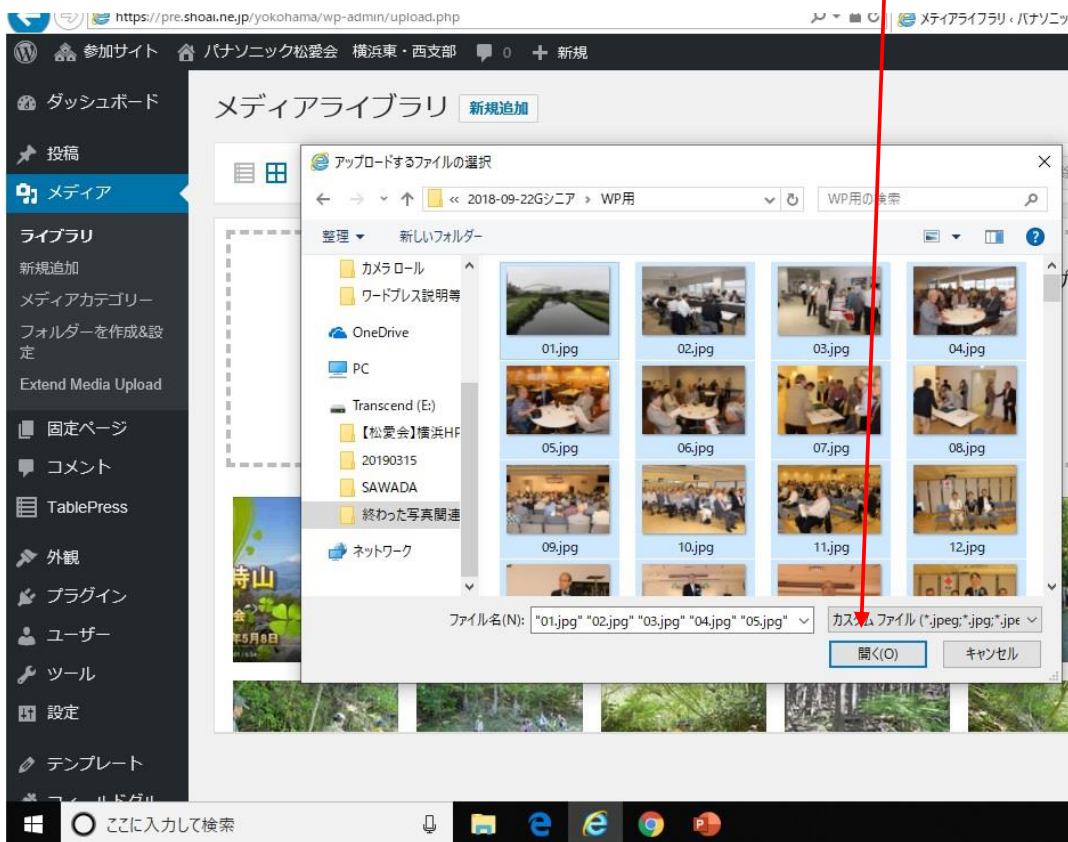 https://pre.shoai.ne.jp/yokohama/wp-admin/upload.php
メディアライブラリ ‹ パナソニッ
参加サイト パナソニック松愛会 横浜東・西支部 0 新規
ダッシュボード
投稿
メディア
ライブラリ
新規追加
メディアカテゴリー
フォルダーを作成&設
定
Extend Media Upload
固定ページ
コメント
TablePress
外観
プラグイン
ユーザー
ツール
設定
テンプレート
メディアライブラリ 新規追加
アップロードするファイルの選択
« 2018-09-22Gシニア › WP用
WP用の検索
整理 新しいフォルダー
カメラロール
ワードプレス説明等
OneDrive
PC
Transcend (E:)
【松愛会】横浜HP
20190315
SAWADA
終わった写真関連
ネットワーク
01.jpg 02.jpg 03.jpg 04.jpg
05.jpg 06.jpg 07.jpg 08.jpg
09.jpg 10.jpg 11.jpg 12.jpg
ファイル名(N): "01.jpg" "02.jpg" "03.jpg" "04.jpg" "05.jpg"
カスタム ファイル (*.jpeg;*.jpg;*.jpe
開く(O) キャンセル
寺山
年5月8日
ここに入力して検索